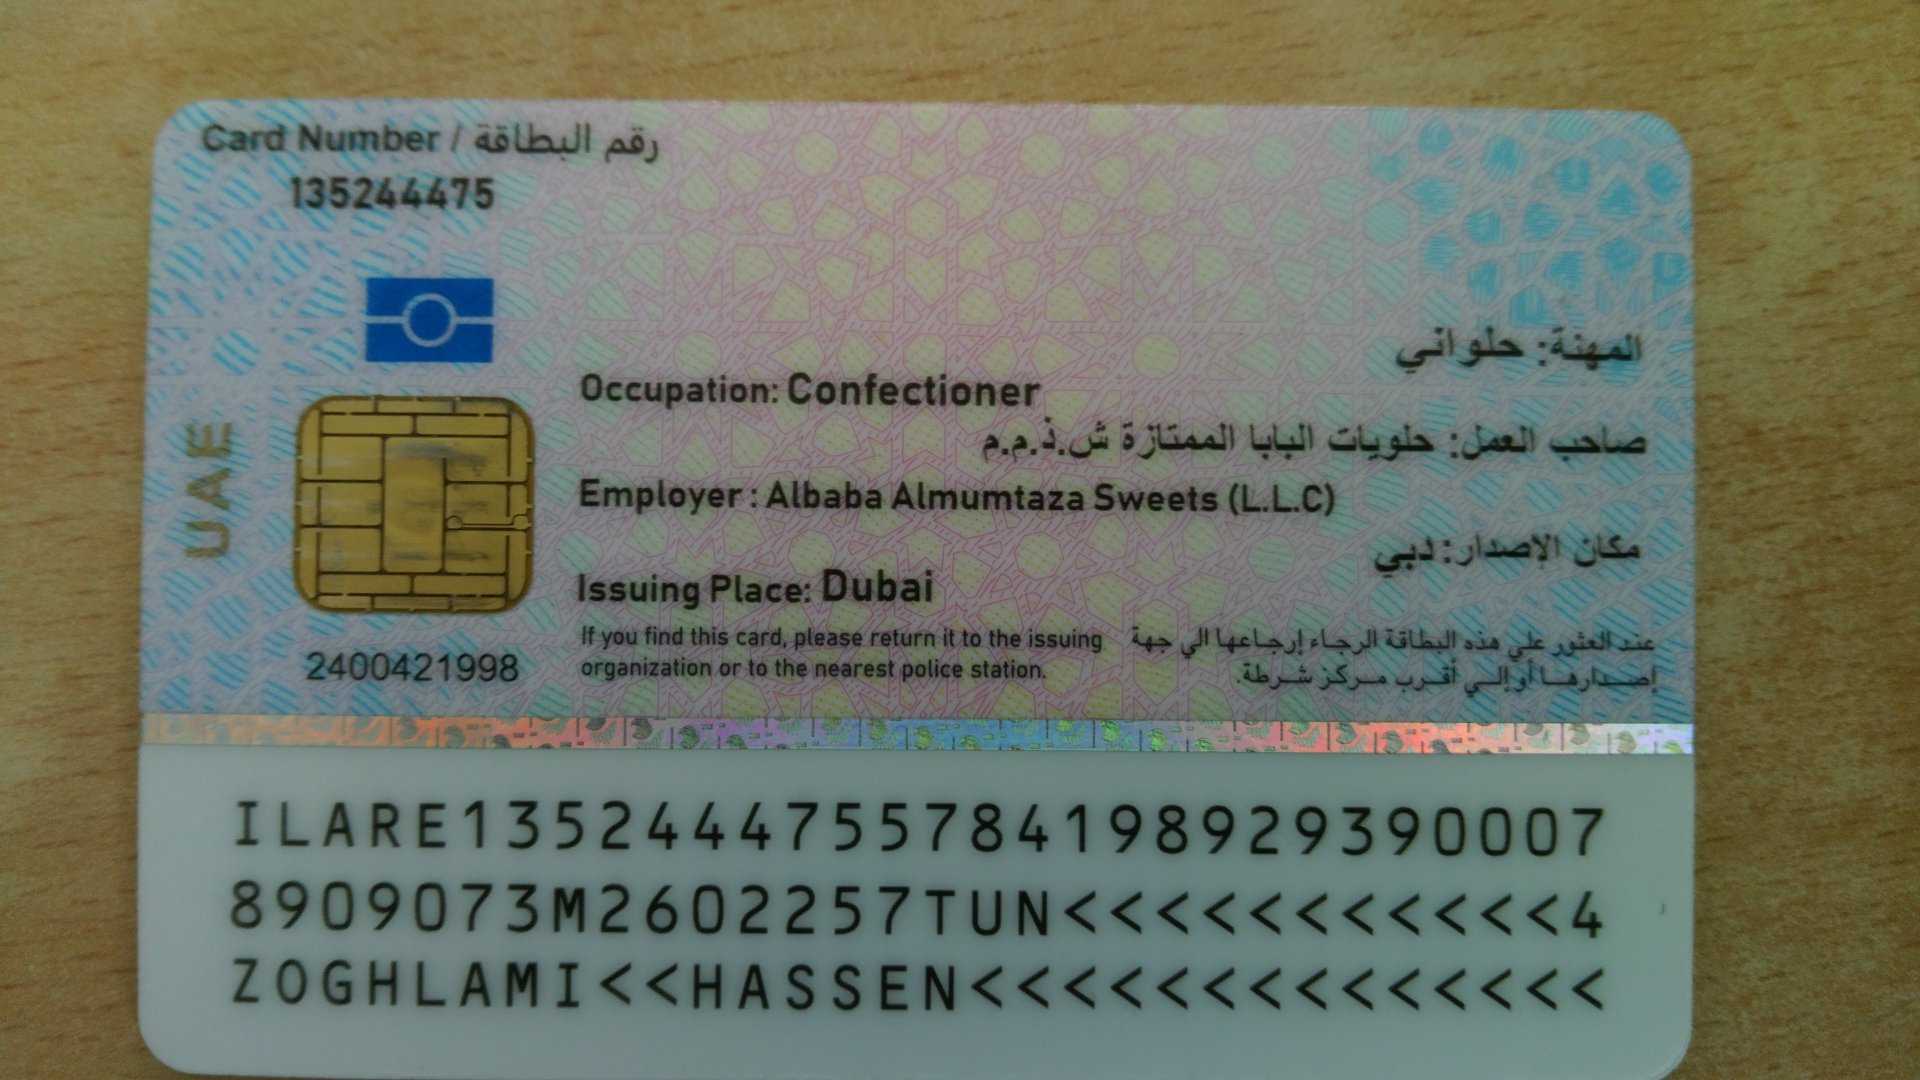 Card Number / رقم البطاقة
135244475
المهنة: حلواني
Occupation: Confectioner
صاحب العمل: حلويات البابا الممتازة ش.ذ.م.م
Employer : Albaba Almumtaza Sweets (L.L.C)
مكان الإصدار: دبي
Issuing Place: Dubai
UAE
If you find this card, please return it to the issuing
organization or to the nearest police station.
عند العثور علي هذه البطاقة الرجاء إرجاعها الي جهة
إصدارها أو إلي أقرب مركز شرطة.
2400421998
ILARE1352444755784198929390007
8909073M2602257TUN<<<<<<<<<<<4
ZOGHLAMI<<HASSEN<<<<<<<<<<<<<<